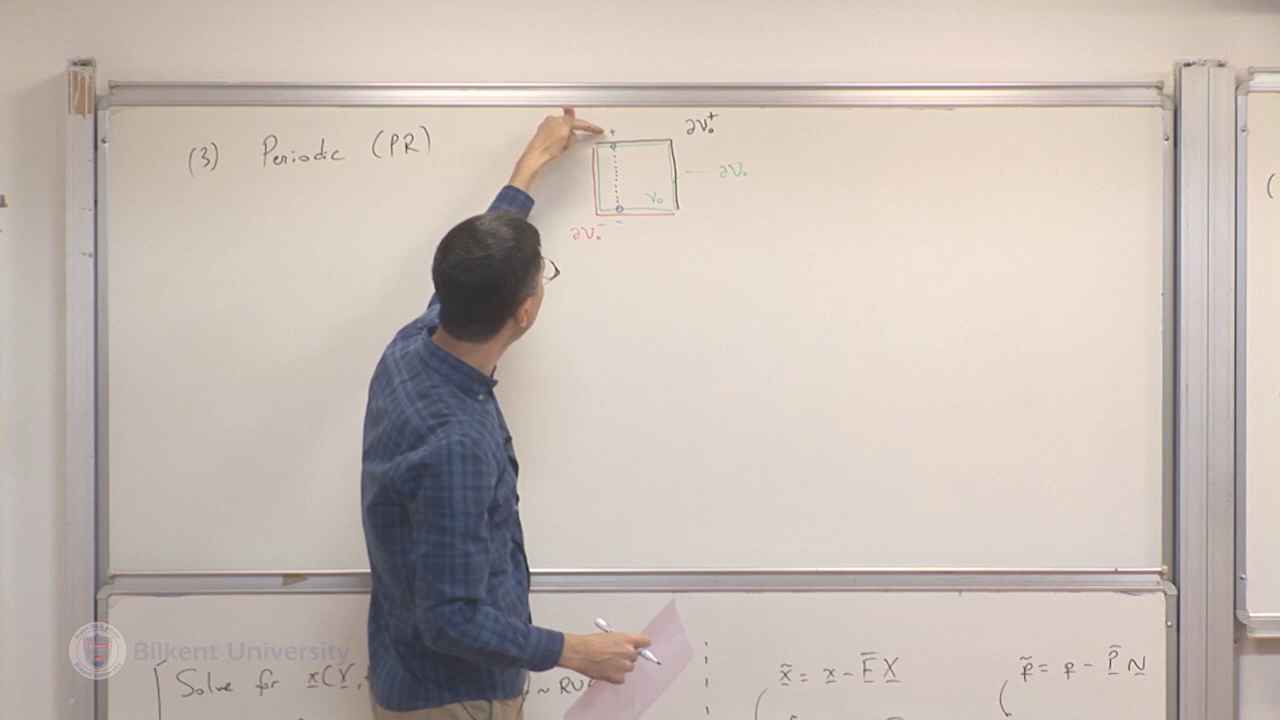 (3) Periodic (PR)
+
∂V₀⁺
∂V₀
V₀
-
∂V₀⁻
(
Bilkent University
Solve for x(X,
x̃ = x - F̄ X
p̃ = p - P̄ N